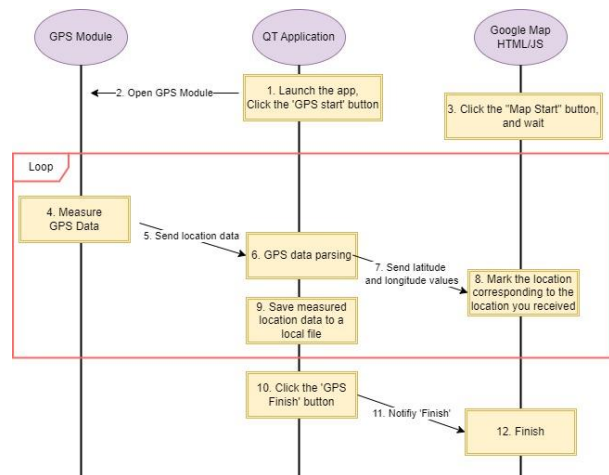 GPS Module
QT Application
Google Map
HTML/JS
1. Launch the app,
Click the 'GPS start' button
2. Open GPS Module
3. Click the "Map Start" button,
and wait
Loop
4. Measure
GPS Data
5. Send location data
6. GPS data parsing
7. Send latitude
and longitude values
8. Mark the location
corresponding to the
location you received
9. Save measured
location data to a
local file
10. Click the 'GPS
Finish' button
11. Notifiy 'Finish'
12. Finish